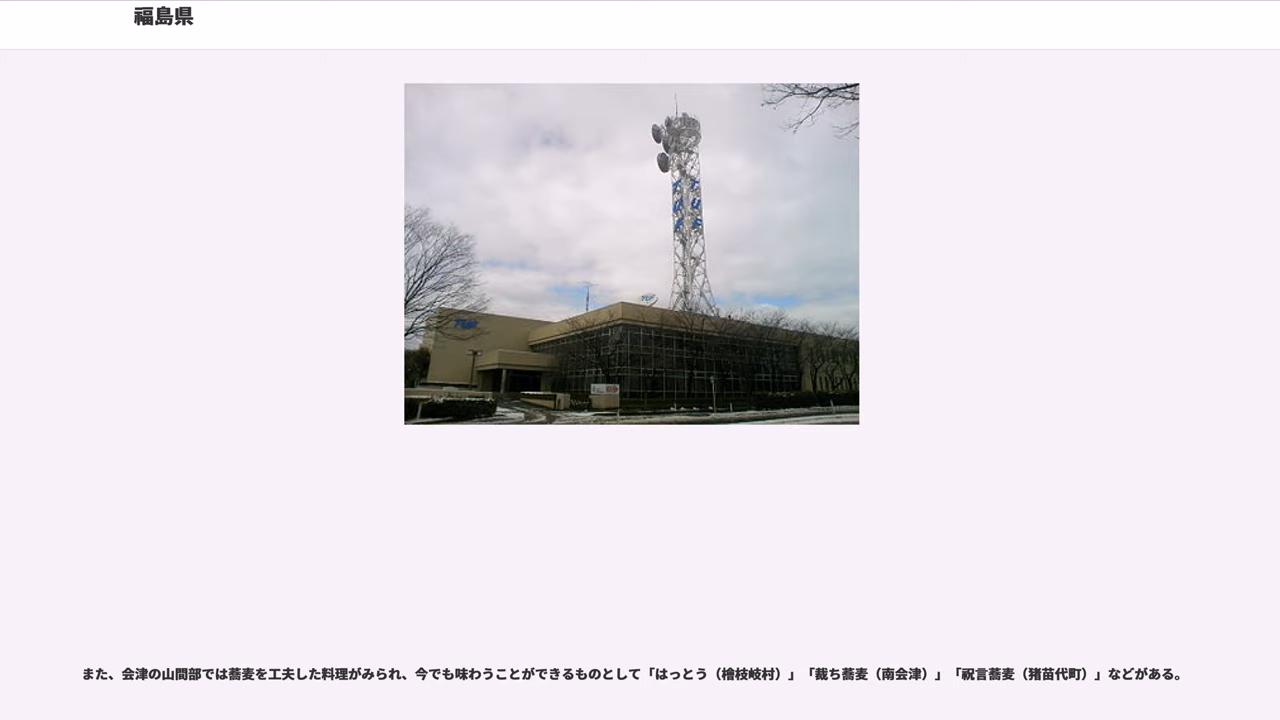 福島県
TUF
TUF
TUF
また、会津の山間部では蕎麦を工夫した料理がみられ、今でも味わうことができるものとして「はっとう（檜枝岐村）」「裁ち蕎麦（南会津）」「祝言蕎麦（猪苗代町）」などがある。